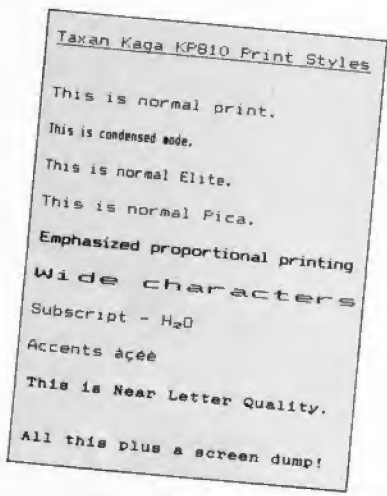 Taxan Kaga KP810 Print Styles
This is normal print.
This is condensed mode.
This is normal Elite.
This is normal Pica.
Emphasized proportional printing
Wide characters
Subscript - H₂O
Accents àçéè
This is Near Letter Quality.
All this plus a screen dump!